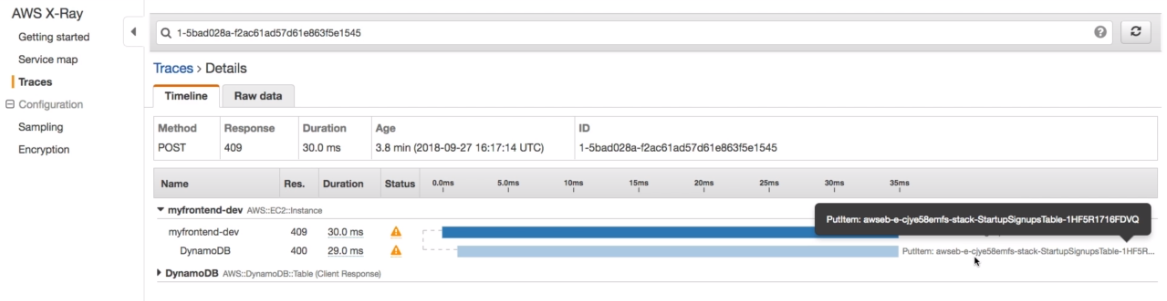 AWS X-Ray
Getting started
Service map
Traces
Configuration
Sampling
Encryption
1-5bad028a-f2ac61ad57d61e863f5e1545
Traces > Details
Timeline Raw data
Method Response Duration Age ID
POST 409 30.0 ms 3.8 min (2018-09-27 16:17:14 UTC) 1-5bad028a-f2ac61ad57d61e863f5e1545
Name Res. Duration Status 0.0ms 5.0ms 10ms 15ms 20ms 25ms 30ms 35ms
myfrontend-dev AWS::EC2::Instance
PutItem: awseb-e-cjye58emfs-stack-StartupSignupsTable-1HF5R1716FDVQ
myfrontend-dev 409 30.0 ms
DynamoDB 400 29.0 ms PutItem: awseb-e-cjye58emfs-stack-StartupSignupsTable-1HF5R...
DynamoDB AWS::DynamoDB::Table (Client Response)